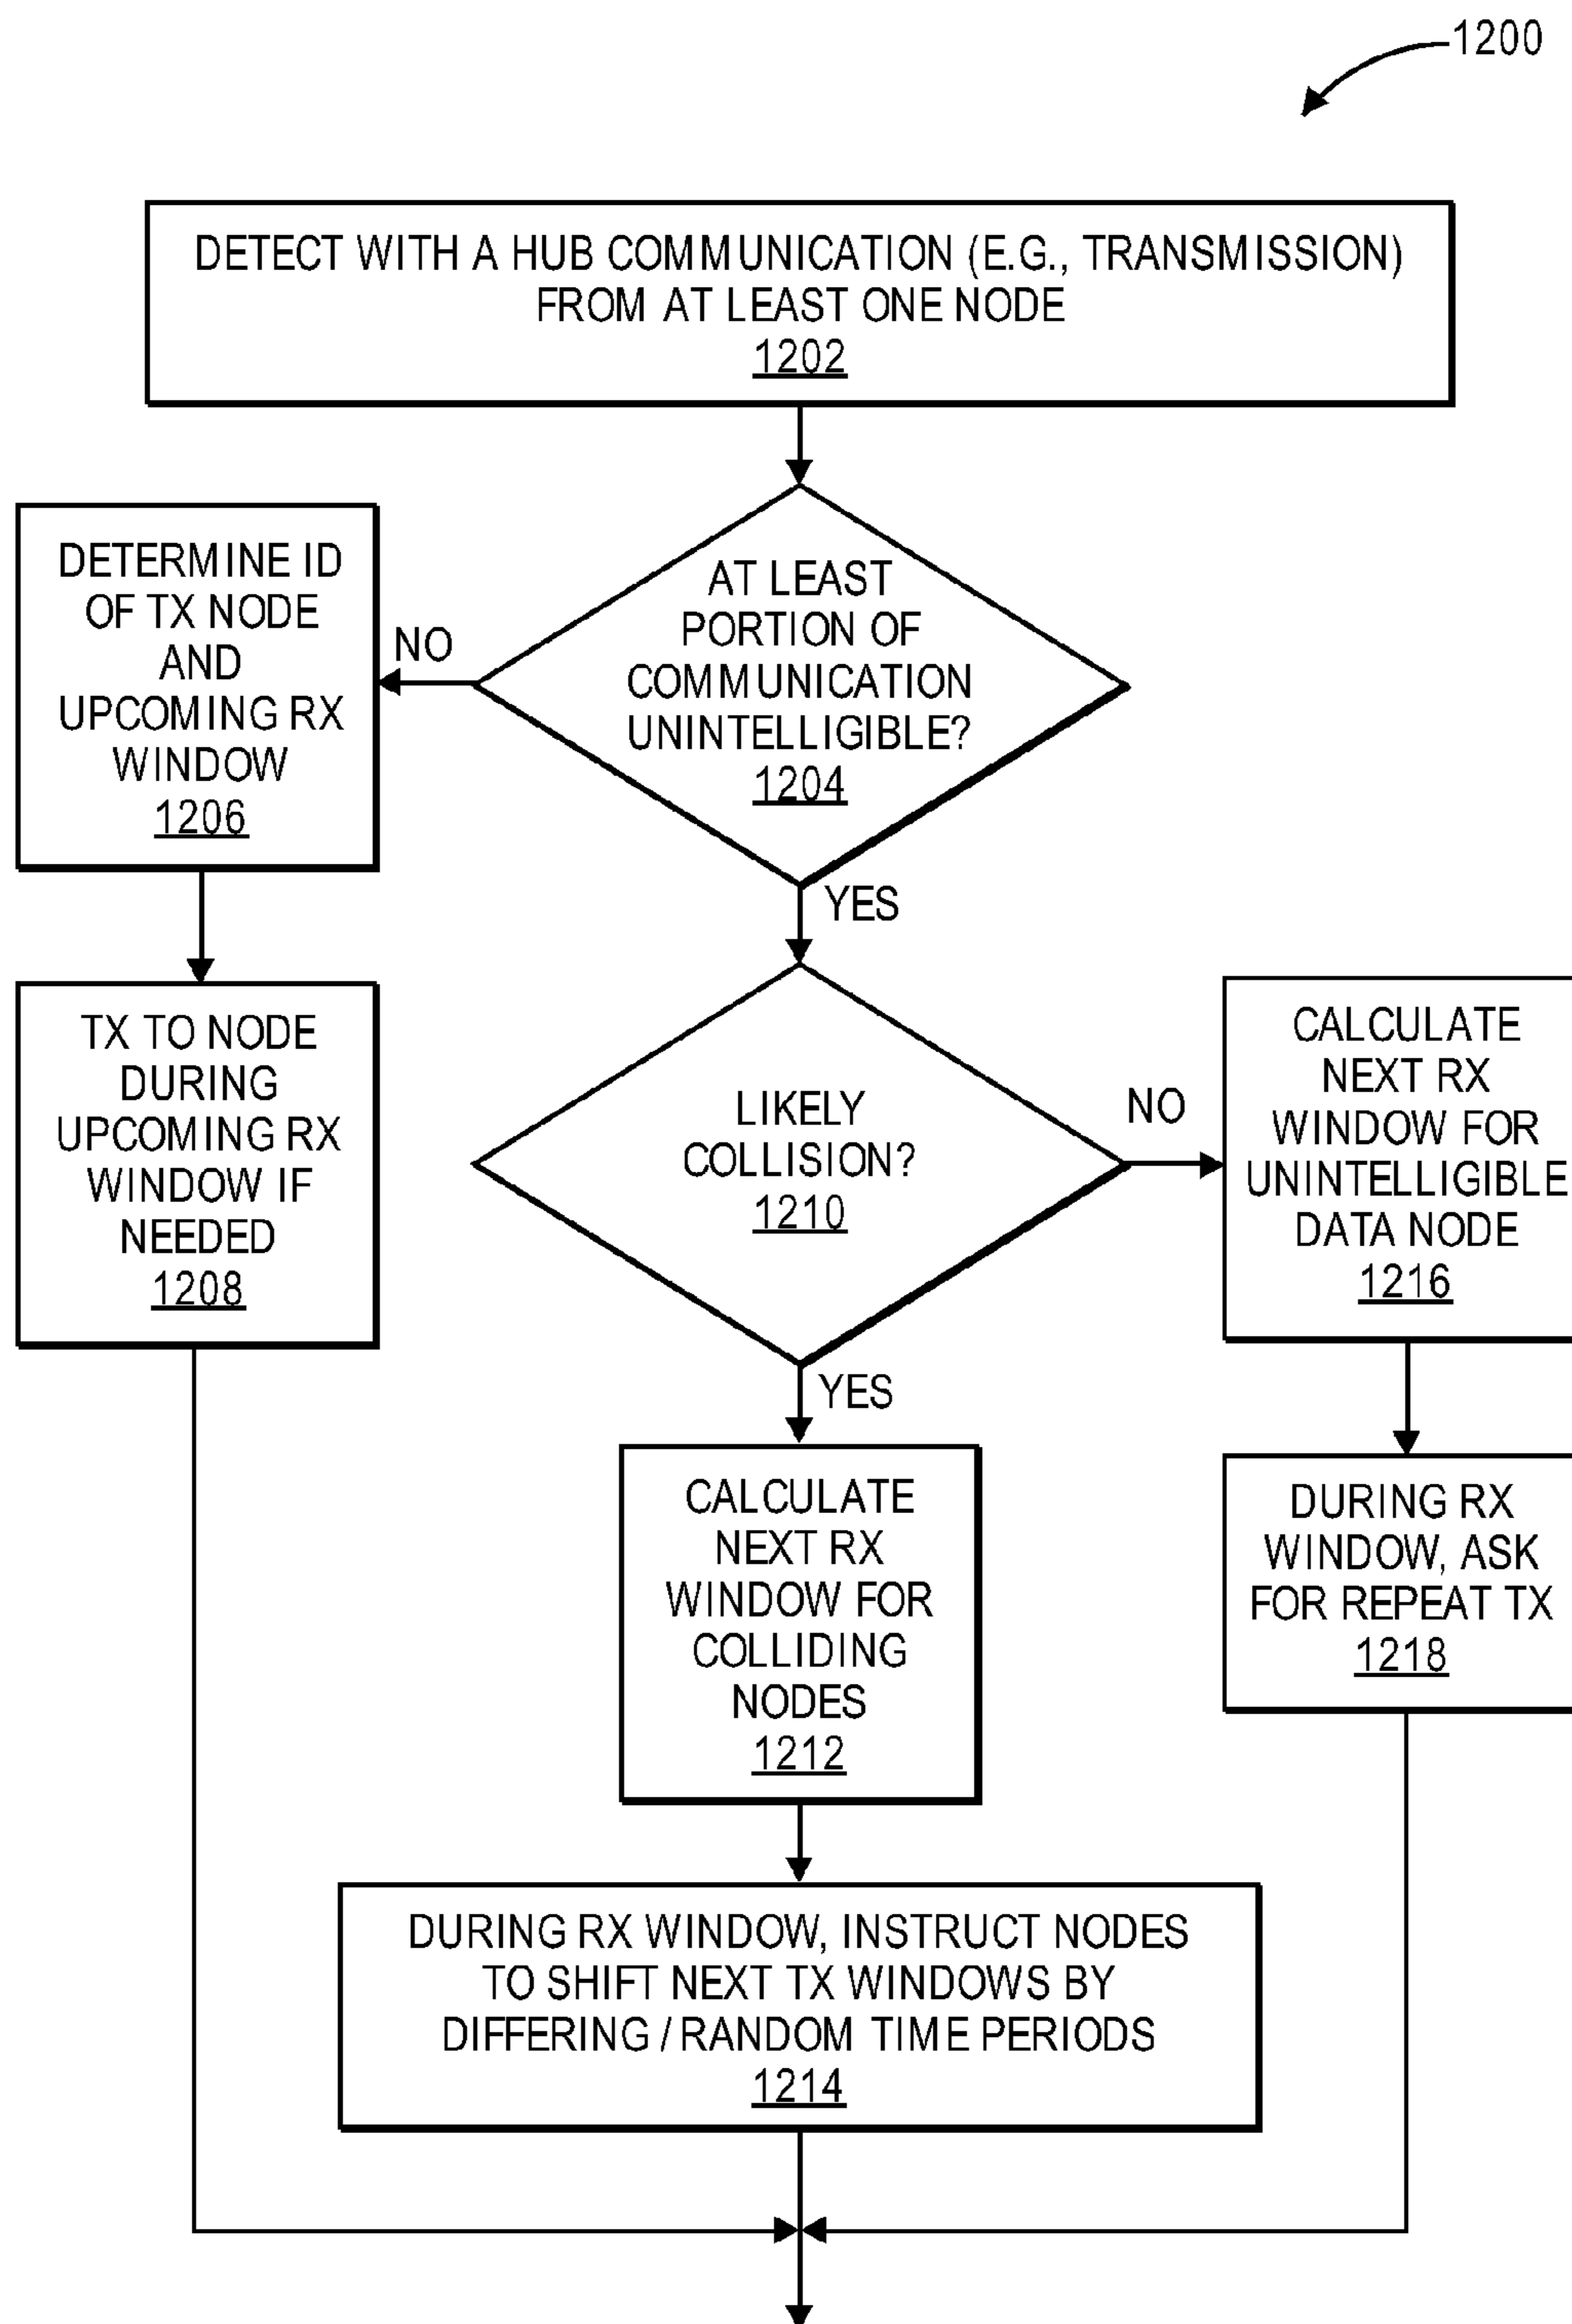 1200
DETECT WITH A HUB COMMUNICATION (E.G., TRANSMISSION)
FROM AT LEAST ONE NODE
1202
AT LEAST
PORTION OF
COMMUNICATION
UNINTELLIGIBLE?
1204
NO
DETERMINE ID
OF TX NODE
AND
UPCOMING RX
WINDOW
1206
TX TO NODE
DURING
UPCOMING RX
WINDOW IF
NEEDED
1208
YES
LIKELY
COLLISION?
1210
NO
CALCULATE
NEXT RX
WINDOW FOR
UNINTELLIGIBLE
DATA NODE
1216
DURING RX
WINDOW, ASK
FOR REPEAT TX
1218
YES
CALCULATE
NEXT RX
WINDOW FOR
COLLIDING
NODES
1212
DURING RX WINDOW, INSTRUCT NODES
TO SHIFT NEXT TX WINDOWS BY
DIFFERING / RANDOM TIME PERIODS
1214